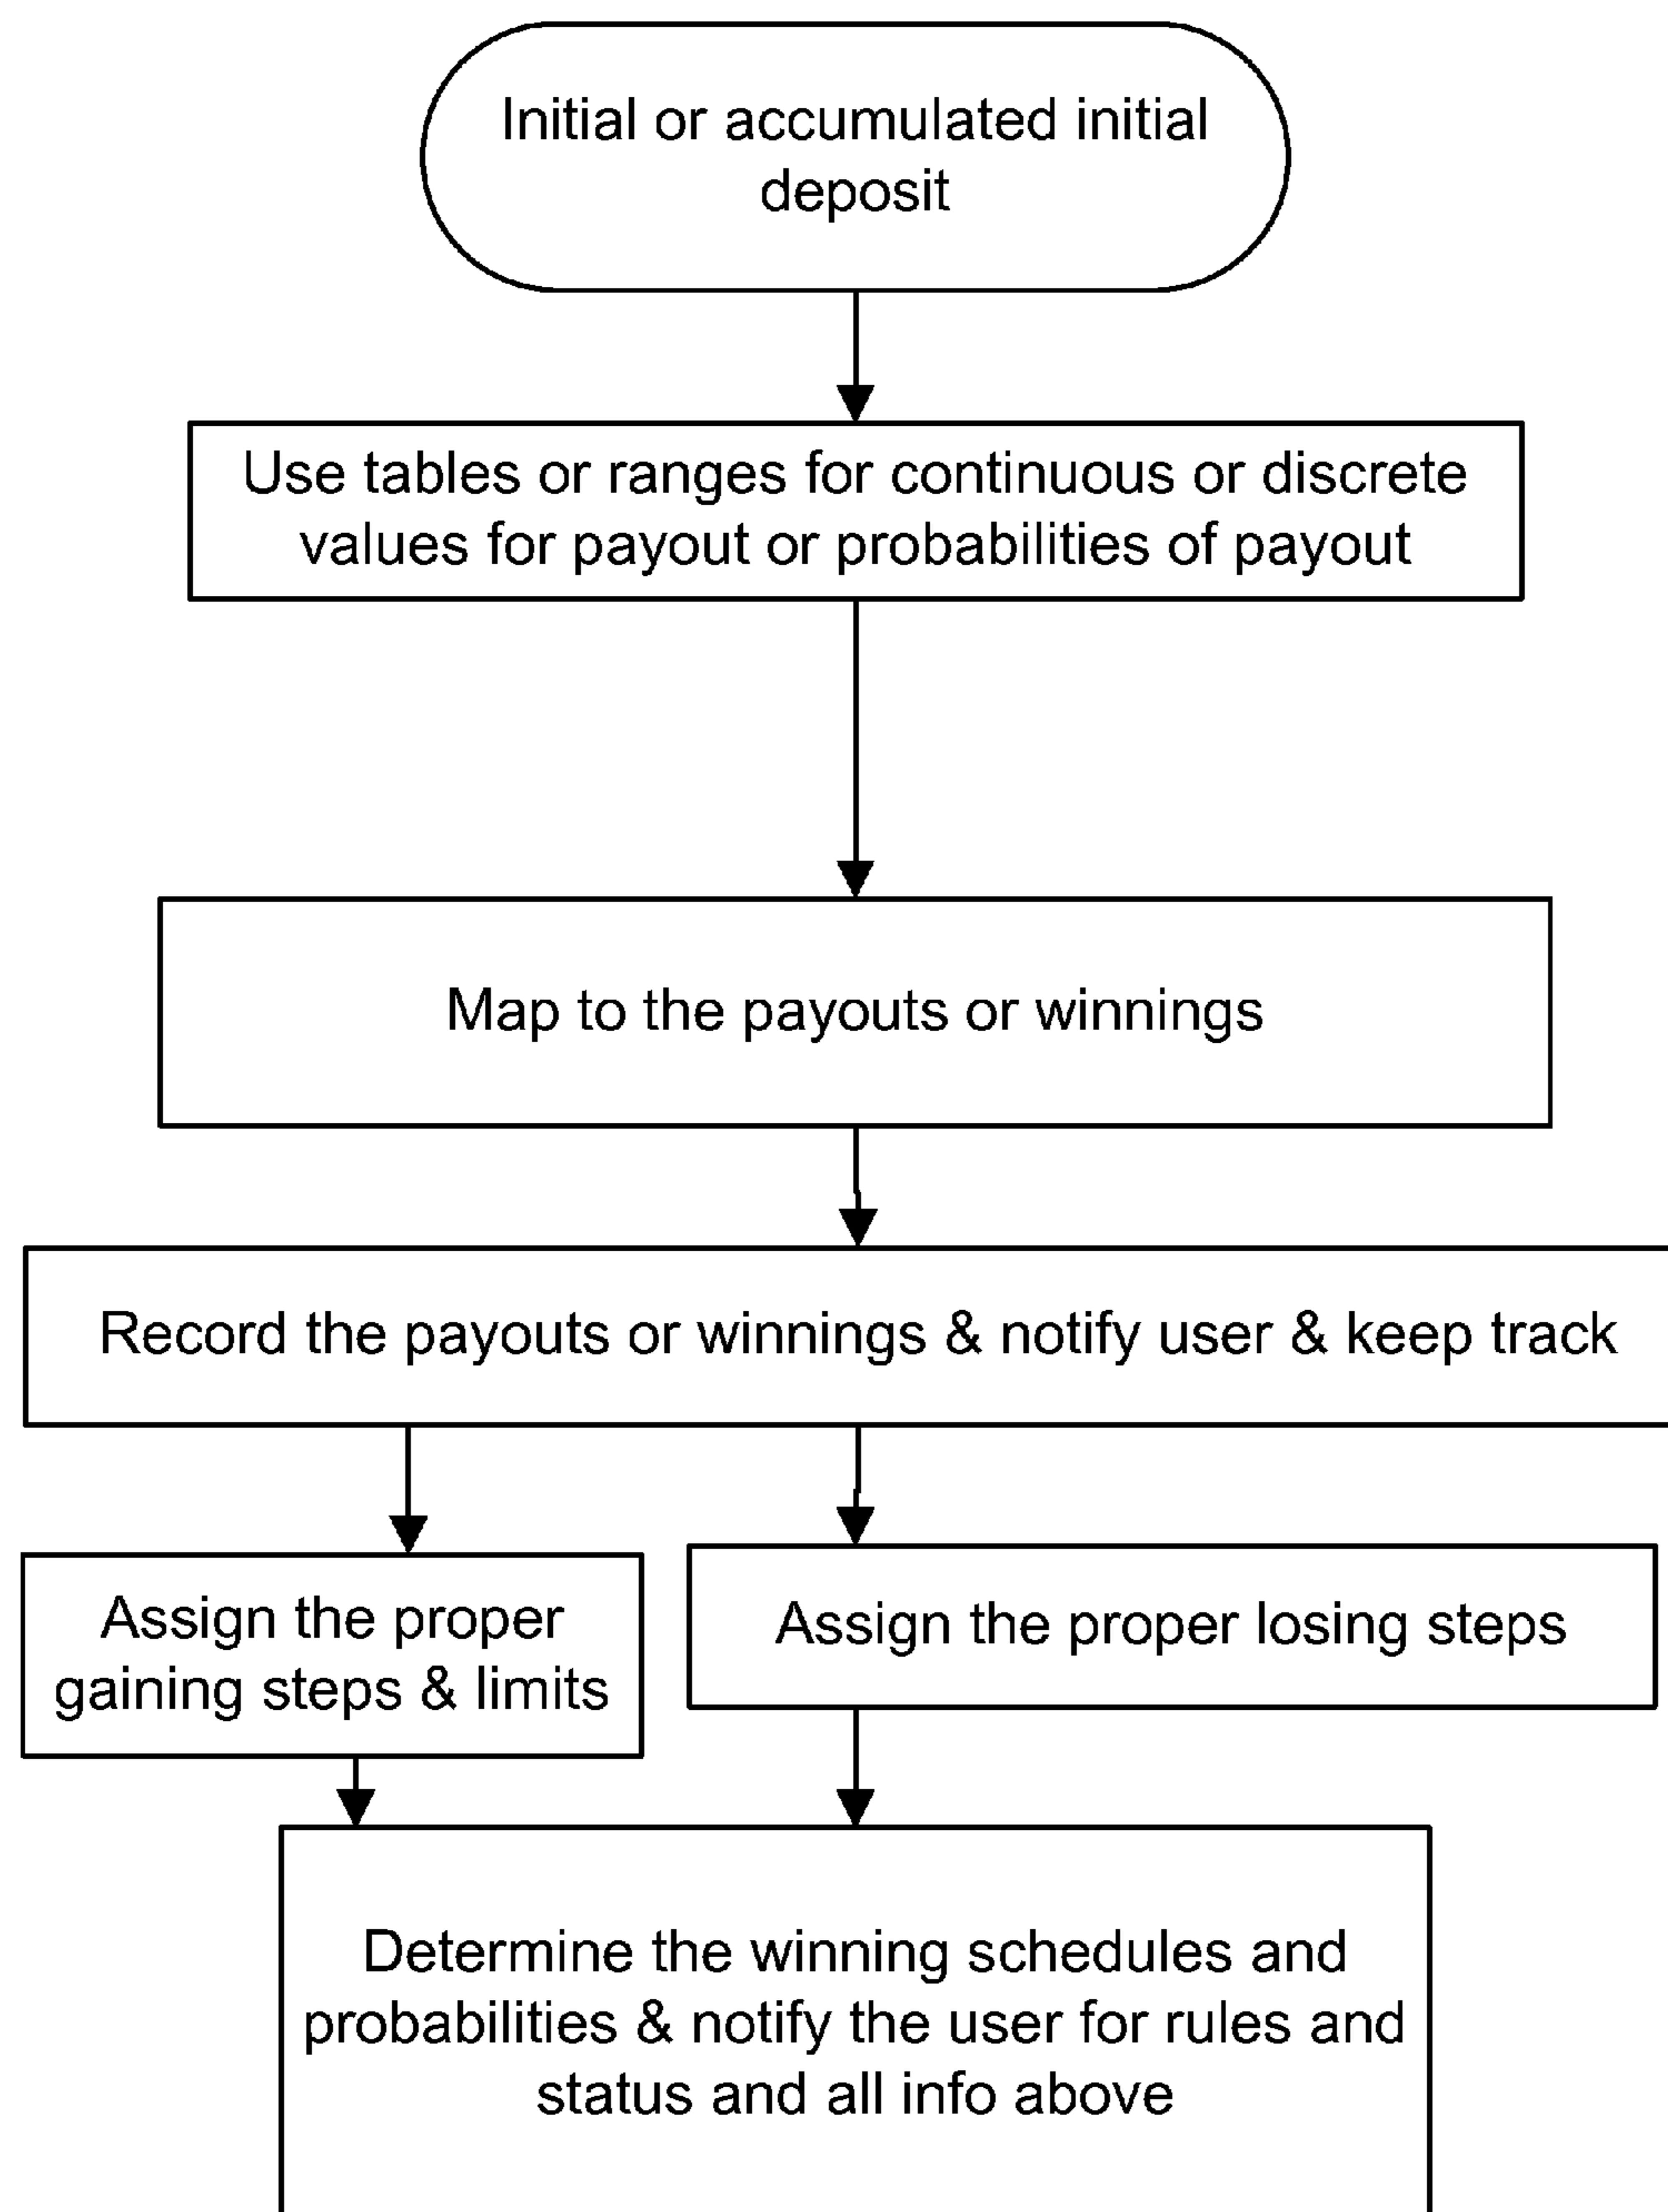 Initial or accumulated initial
deposit
Use tables or ranges for continuous or discrete
values for payout or probabilities of payout
Map to the payouts or winnings
Record the payouts or winnings & notify user & keep track
Assign the proper
gaining steps & limits
Assign the proper losing steps
Determine the winning schedules and
probabilities & notify the user for rules and
status and all info above